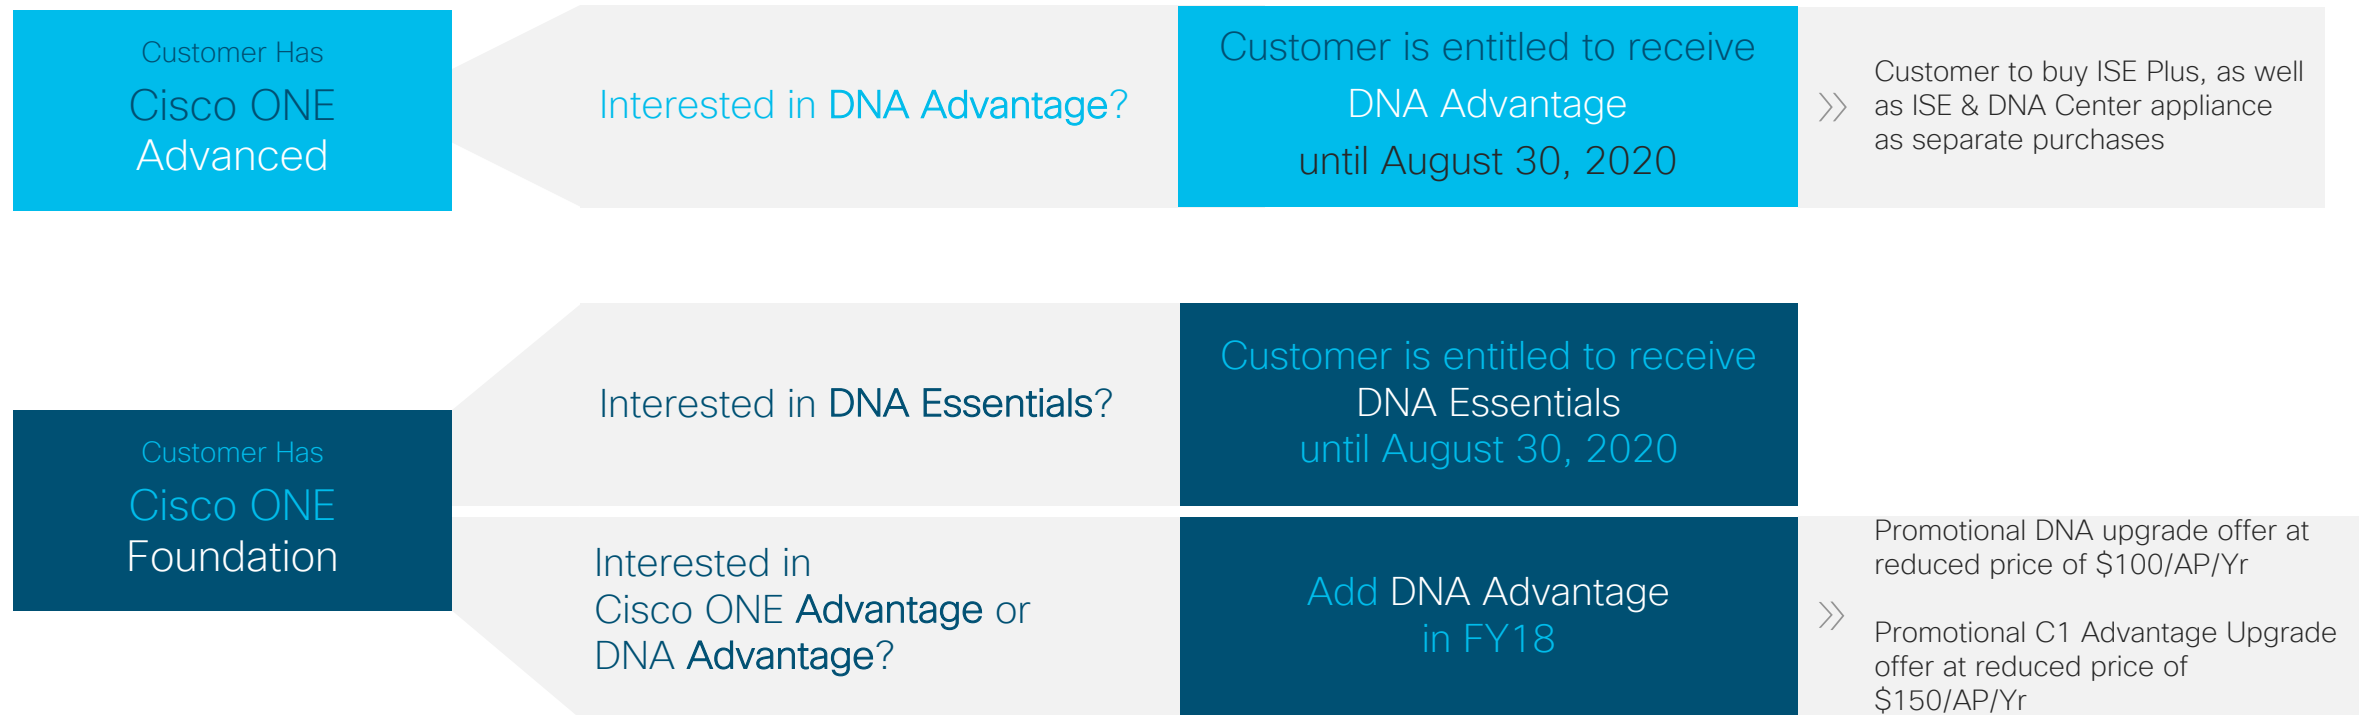 Customer Has
Cisco ONE
Advanced
Interested in DNA Advantage?
Customer is entitled to receive
DNA Advantage
until August 30, 2020
Customer to buy ISE Plus, as well
as ISE & DNA Center appliance
as separate purchases
Customer Has
Cisco ONE
Foundation
Interested in DNA Essentials?
Customer is entitled to receive
DNA Essentials
until August 30, 2020
Interested in
Cisco ONE Advantage or
DNA Advantage?
Add DNA Advantage
in FY18
Promotional DNA upgrade offer at
reduced price of $100/AP/Yr
Promotional C1 Advantage Upgrade
offer at reduced price of
$150/AP/Yr